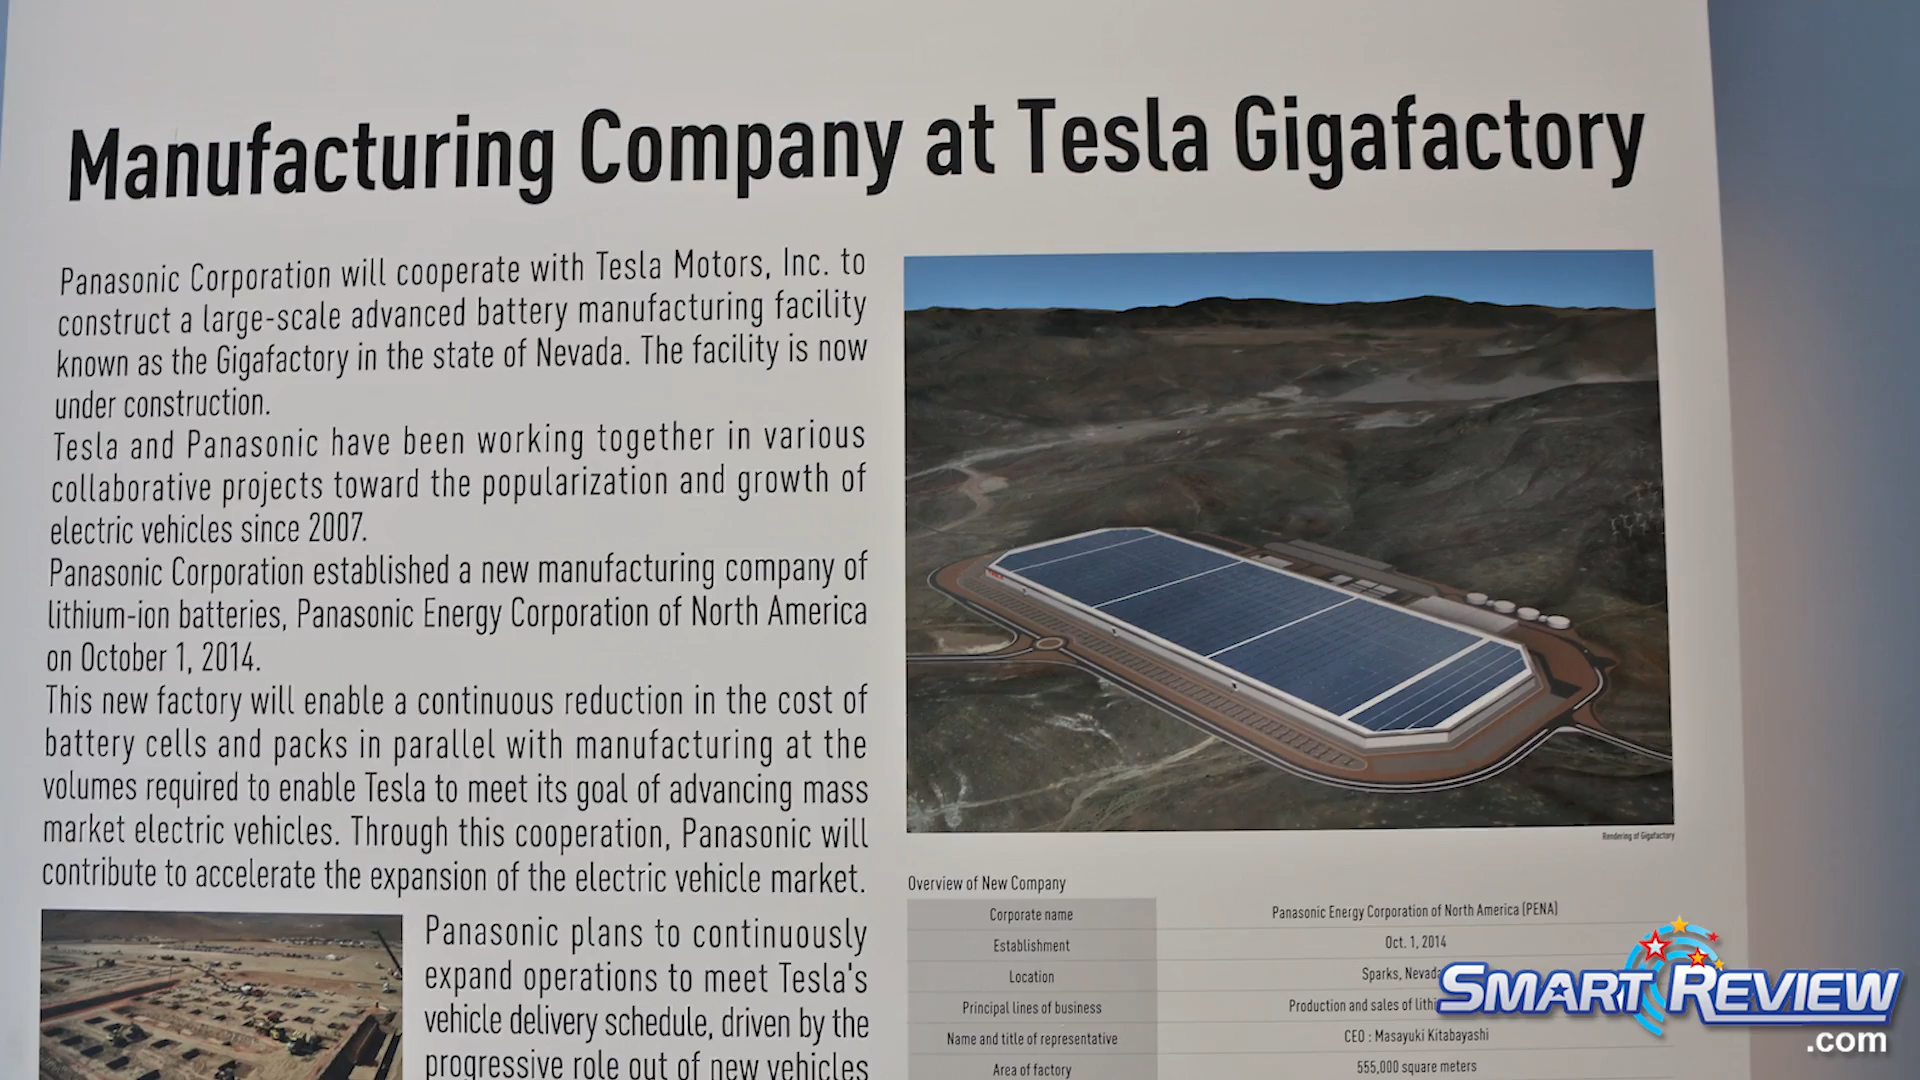 Manufacturing Company at Tesla Gigafactory
Panasonic Corporation will cooperate with Tesla Motors, Inc. to
construct a large-scale advanced battery manufacturing facility
known as the Gigafactory in the state of Nevada. The facility is now
under construction.
Tesla and Panasonic have been working together in various
collaborative projects toward the popularization and growth of
electric vehicles since 2007.
Panasonic Corporation established a new manufacturing company of
lithium-ion batteries, Panasonic Energy Corporation of North America
on October 1, 2014.
This new factory will enable a continuous reduction in the cost of
battery cells and packs in parallel with manufacturing at the
volumes required to enable Tesla to meet its goal of advancing mass
market electric vehicles. Through this cooperation, Panasonic will
contribute to accelerate the expansion of the electric vehicle market.
Panasonic plans to continuously
expand operations to meet Tesla's
vehicle delivery schedule, driven by the
progressive role out of new vehicles
Rendering of Gigafactory
Overview of New Company
Corporate name Panasonic Energy Corporation of North America (PENA)
Establishment Oct. 1, 2014
Location Sparks, Nevada
Principal lines of business Production and sales of lithi
Name and title of representative CEO : Masayuki Kitabayashi
Area of factory 555,000 square meters
SMART REVIEW
.com